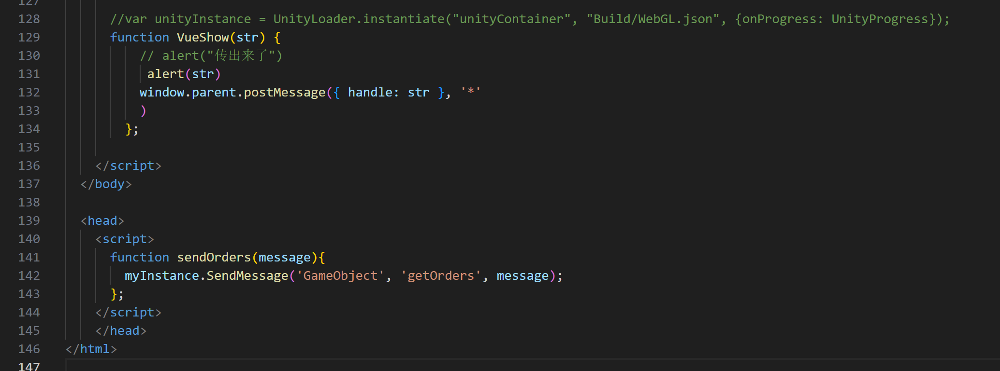 127
128 //var unityInstance = UnityLoader.instantiate("unityContainer", "Build/WebGL.json", {onProgress: UnityProgress});
129 function VueShow(str) {
130 // alert("传出来了")
131 alert(str)
132 window.parent.postMessage({ handle: str }, '*'
133 )
134 };
135
136 </script>
137 </body>
138
139 <head>
140 <script>
141 function sendOrders(message){
142 myInstance.SendMessage('GameObject', 'getOrders', message);
143 };
144 </script>
145 </head>
146 </html>
147